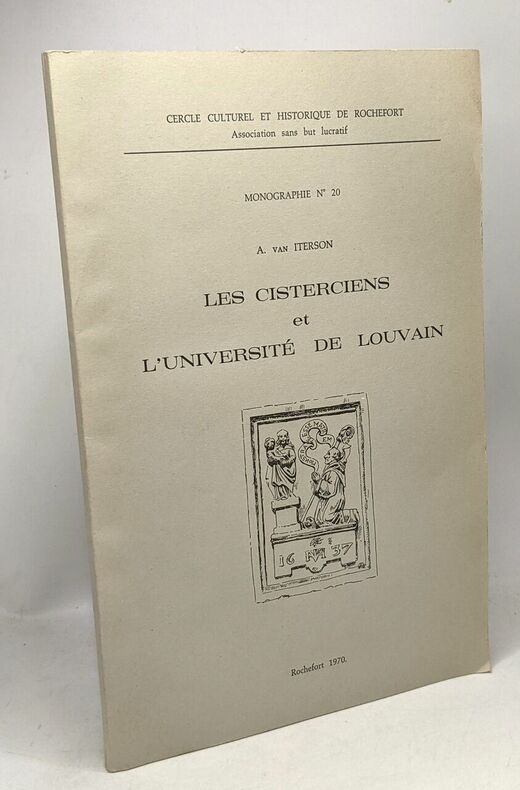 CERCLE CULTUREL ET HISTORIQUE DE ROCHEFORT
Association sans but lucratif
MONOGRAPHIE N° 20
A. VAN ITERSON
LES CISTERCIENS
et
L'UNIVERSITÉ DE LOUVAIN
16 37
Rochefort 1970.